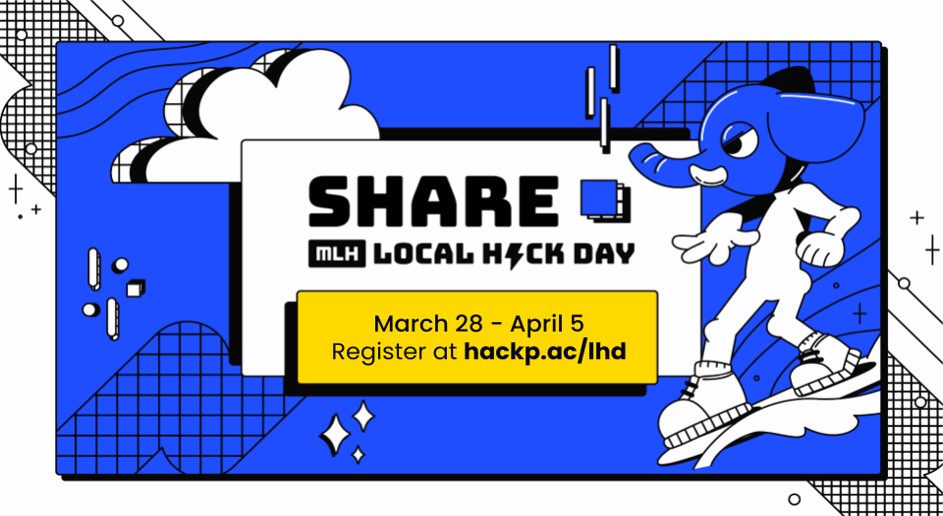 SHARE
MLH LOCAL HACK DAY
March 28 - April 5
Register at hackp.ac/lhd